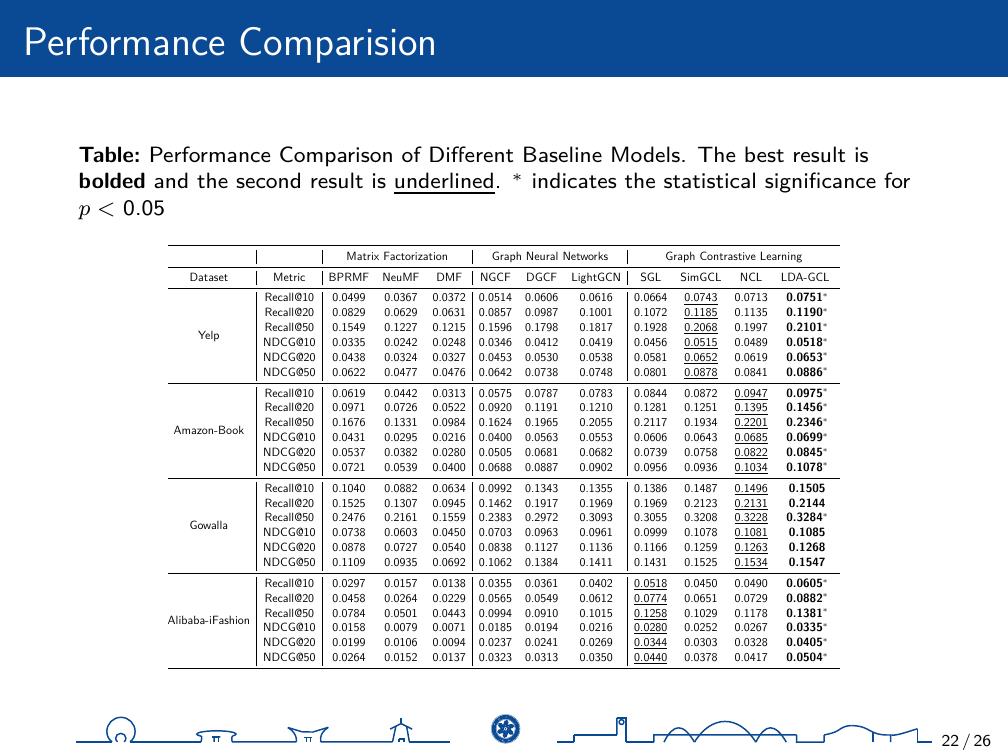 Performance Comparision
Table: Performance Comparison of Different Baseline Models. The best result is
bolded and the second result is underlined. * indicates the statistical significance for
p < 0.05
Matrix Factorization Graph Neural Networks Graph Contrastive Learning
Dataset Metric BPRMF NeuMF DMF NGCF DGCF LightGCN SGL SimGCL NCL LDA-GCL
Recall@10 0.0499 0.0367 0.0372 0.0514 0.0606 0.0616 0.0664 0.0743 0.0713 0.0751*
Recall@20 0.0829 0.0629 0.0631 0.0857 0.0987 0.1001 0.1072 0.1185 0.1135 0.1190*
Recall@50 0.1549 0.1227 0.1215 0.1596 0.1798 0.1817 0.1928 0.2068 0.1997 0.2101*
Yelp
NDCG@10 0.0335 0.0242 0.0248 0.0346 0.0412 0.0419 0.0456 0.0515 0.0489 0.0518*
NDCG@20 0.0438 0.0324 0.0327 0.0453 0.0530 0.0538 0.0581 0.0652 0.0619 0.0653*
NDCG@50 0.0622 0.0477 0.0476 0.0642 0.0738 0.0748 0.0801 0.0878 0.0841 0.0886*
Recall@10 0.0619 0.0442 0.0313 0.0575 0.0787 0.0783 0.0844 0.0872 0.0947 0.0975*
Recall@20 0.0971 0.0726 0.0522 0.0920 0.1191 0.1210 0.1281 0.1251 0.1395 0.1456*
Recall@50 0.1676 0.1331 0.0984 0.1624 0.1965 0.2055 0.2117 0.1934 0.2201 0.2346*
Amazon-Book
NDCG@10 0.0431 0.0295 0.0216 0.0400 0.0563 0.0553 0.0606 0.0643 0.0685 0.0699*
NDCG@20 0.0537 0.0382 0.0280 0.0505 0.0681 0.0682 0.0739 0.0758 0.0822 0.0845*
NDCG@50 0.0721 0.0539 0.0400 0.0688 0.0887 0.0902 0.0956 0.0936 0.1034 0.1078*
Recall@10 0.1040 0.0882 0.0634 0.0992 0.1343 0.1355 0.1386 0.1487 0.1496 0.1505
Recall@20 0.1525 0.1307 0.0945 0.1462 0.1917 0.1969 0.1969 0.2123 0.2131 0.2144
Recall@50 0.2476 0.2161 0.1559 0.2383 0.2972 0.3093 0.3055 0.3208 0.3228 0.3284*
Gowalla
NDCG@10 0.0738 0.0603 0.0450 0.0703 0.0963 0.0961 0.0999 0.1078 0.1081 0.1085
NDCG@20 0.0878 0.0727 0.0540 0.0838 0.1127 0.1136 0.1166 0.1259 0.1263 0.1268
NDCG@50 0.1109 0.0935 0.0692 0.1062 0.1384 0.1411 0.1431 0.1525 0.1534 0.1547
Recall@10 0.0297 0.0157 0.0138 0.0355 0.0361 0.0402 0.0518 0.0450 0.0490 0.0605*
Recall@20 0.0458 0.0264 0.0229 0.0565 0.0549 0.0612 0.0774 0.0651 0.0729 0.0882*
Recall@50 0.0784 0.0501 0.0443 0.0994 0.0910 0.1015 0.1258 0.1029 0.1178 0.1381*
Alibaba-iFashion
NDCG@10 0.0158 0.0079 0.0071 0.0185 0.0194 0.0216 0.0280 0.0252 0.0267 0.0335*
NDCG@20 0.0199 0.0106 0.0094 0.0237 0.0241 0.0269 0.0344 0.0303 0.0328 0.0405*
NDCG@50 0.0264 0.0152 0.0137 0.0323 0.0313 0.0350 0.0440 0.0378 0.0417 0.0504*
22 / 26